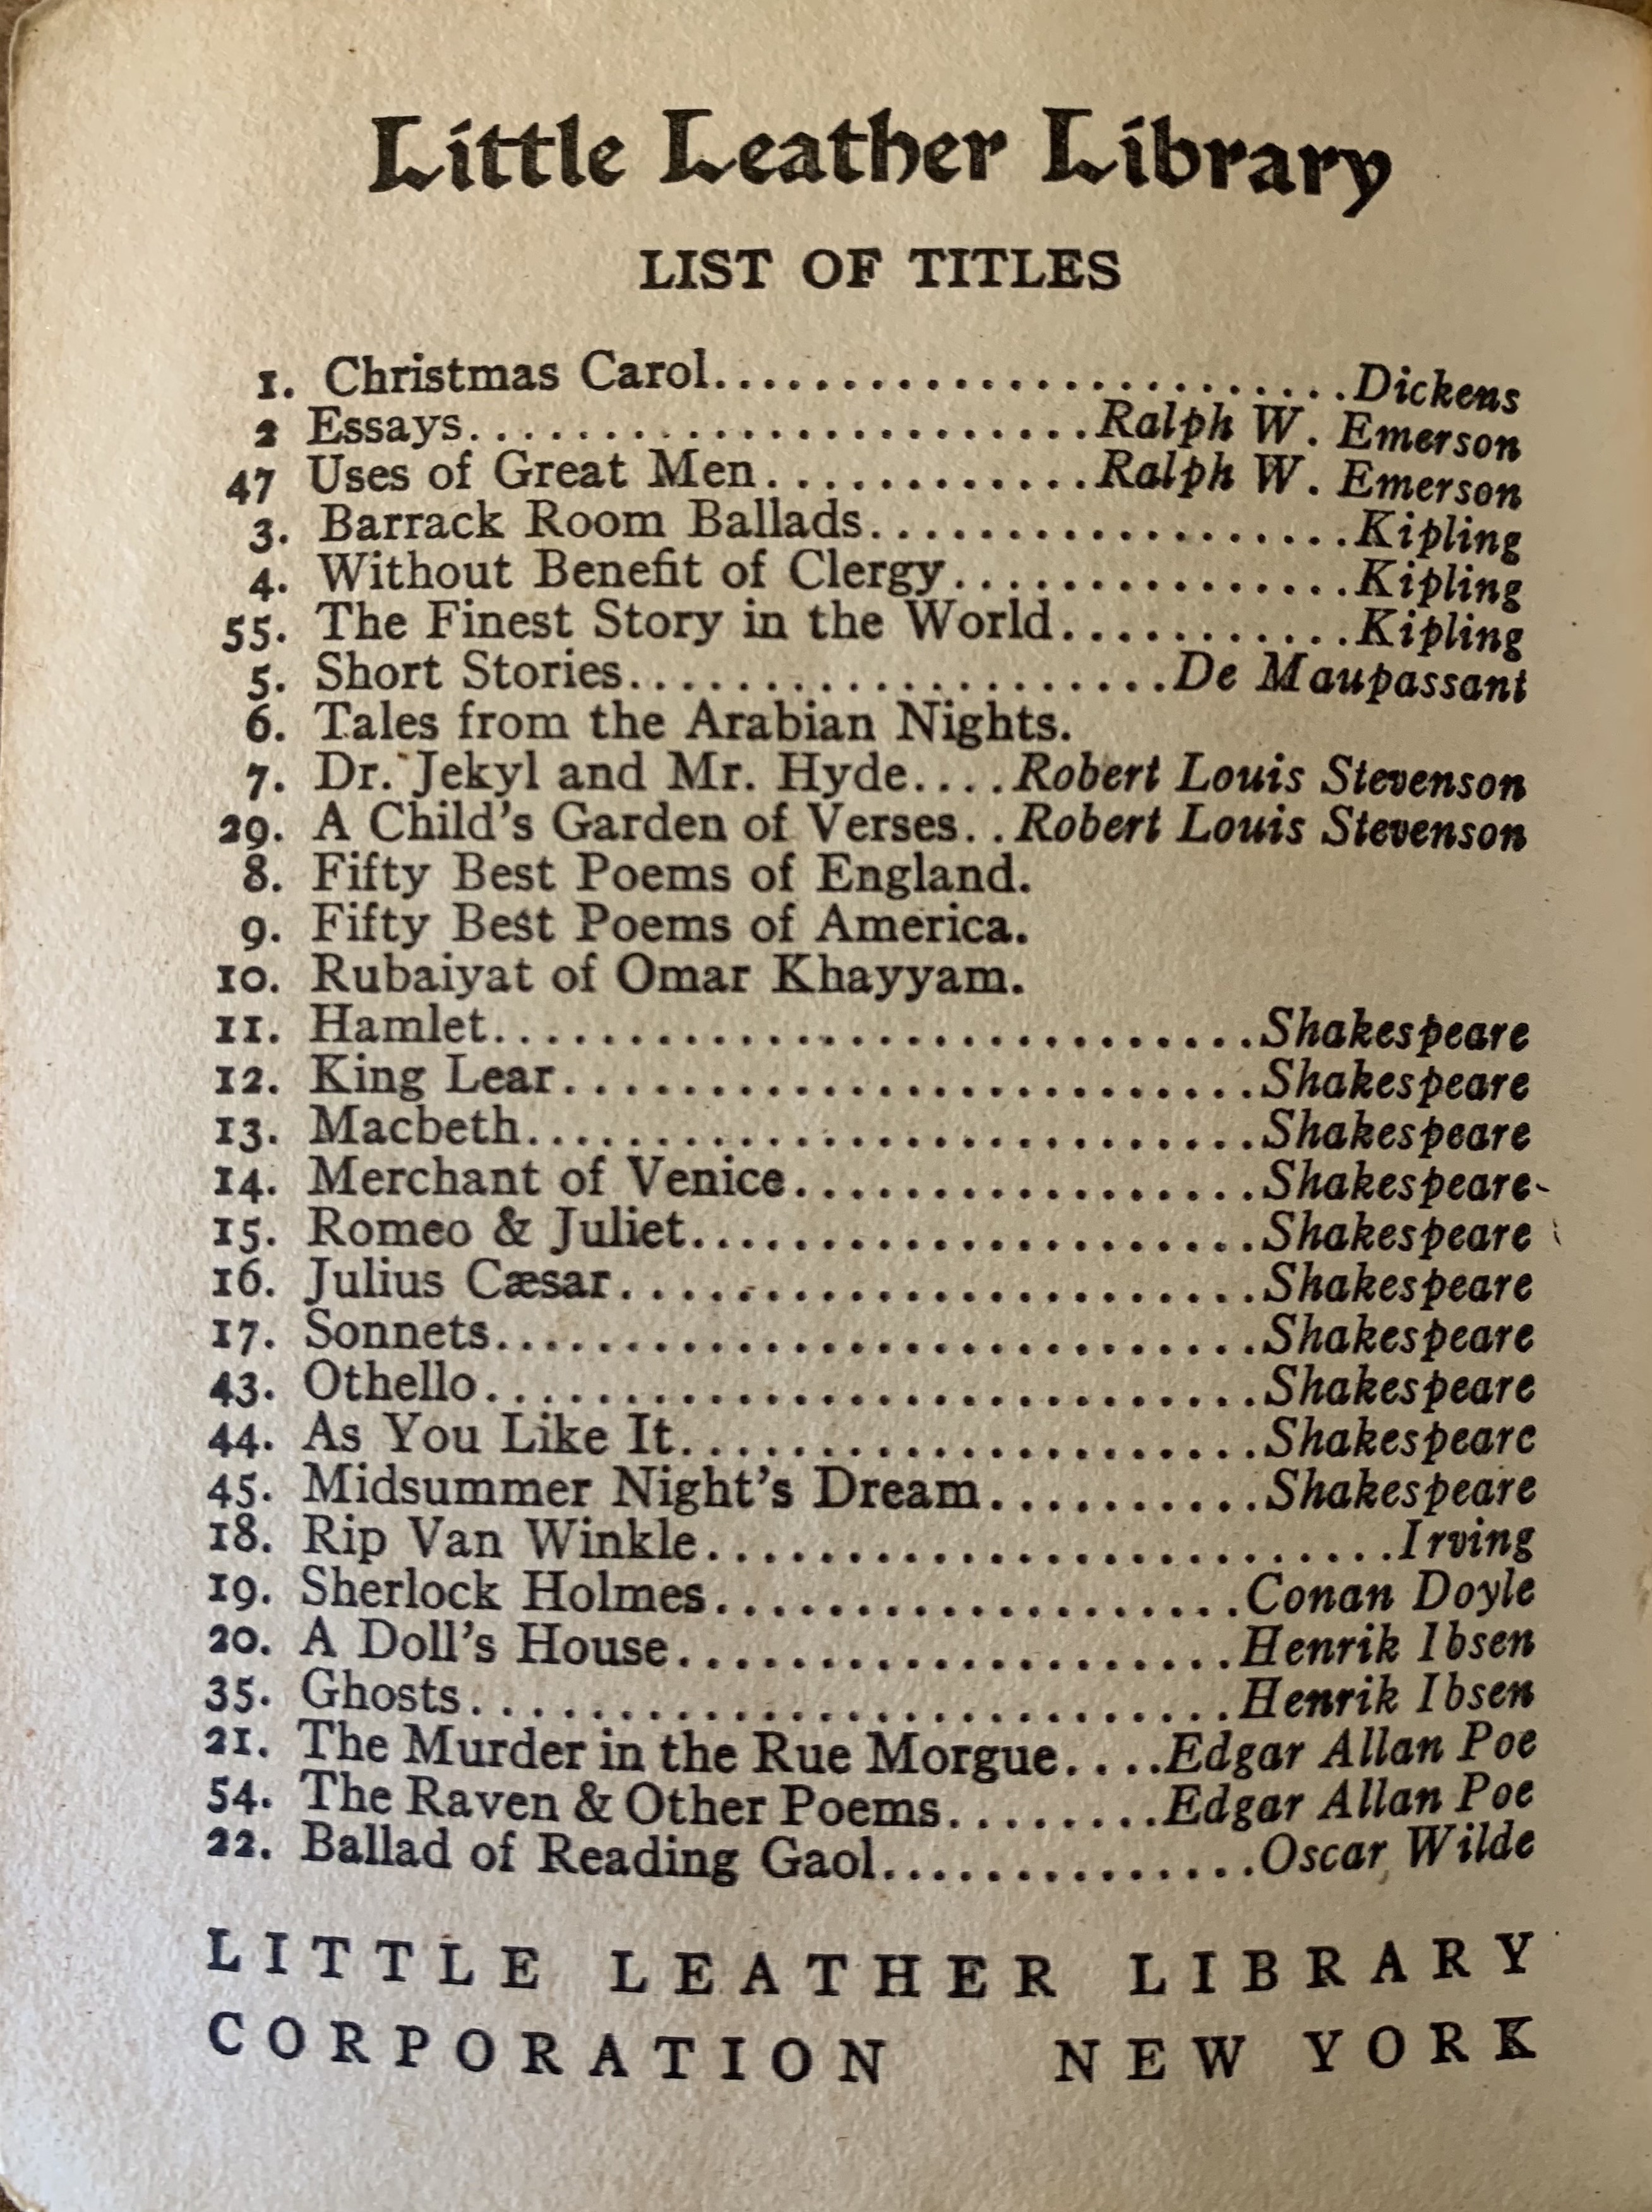 Little Leather Library
LIST OF TITLES
1. Christmas Carol..........................Dickens
2 Essays.........................Ralph W. Emerson
47 Uses of Great Men.............Ralph W. Emerson
3. Barrack Room Ballads...................Kipling
4. Without Benefit of Clergy................Kipling
55. The Finest Story in the World............Kipling
5. Short Stories......................De Maupassant
6. Tales from the Arabian Nights.
7. Dr. Jekyl and Mr. Hyde....Robert Louis Stevenson
29. A Child's Garden of Verses..Robert Louis Stevenson
8. Fifty Best Poems of England.
9. Fifty Best Poems of America.
10. Rubaiyat of Omar Khayyam.
11. Hamlet...............................Shakespeare
12. King Lear............................Shakespeare
13. Macbeth.............................Shakespeare
14. Merchant of Venice...................Shakespeare
15. Romeo & Juliet.......................Shakespeare
16. Julius Cæsar..........................Shakespeare
17. Sonnets...............................Shakespeare
43. Othello...............................Shakespeare
44. As You Like It.......................Shakespeare
45. Midsummer Night's Dream...........Shakespeare
18. Rip Van Winkle............................Irving
19. Sherlock Holmes.....................Conan Doyle
20. A Doll's House......................Henrik Ibsen
35. Ghosts...............................Henrik Ibsen
21. The Murder in the Rue Morgue....Edgar Allan Poe
54. The Raven & Other Poems.........Edgar Allan Poe
22. Ballad of Reading Gaol...............Oscar Wilde
LITTLE LEATHER LIBRARY
CORPORATION NEW YORK